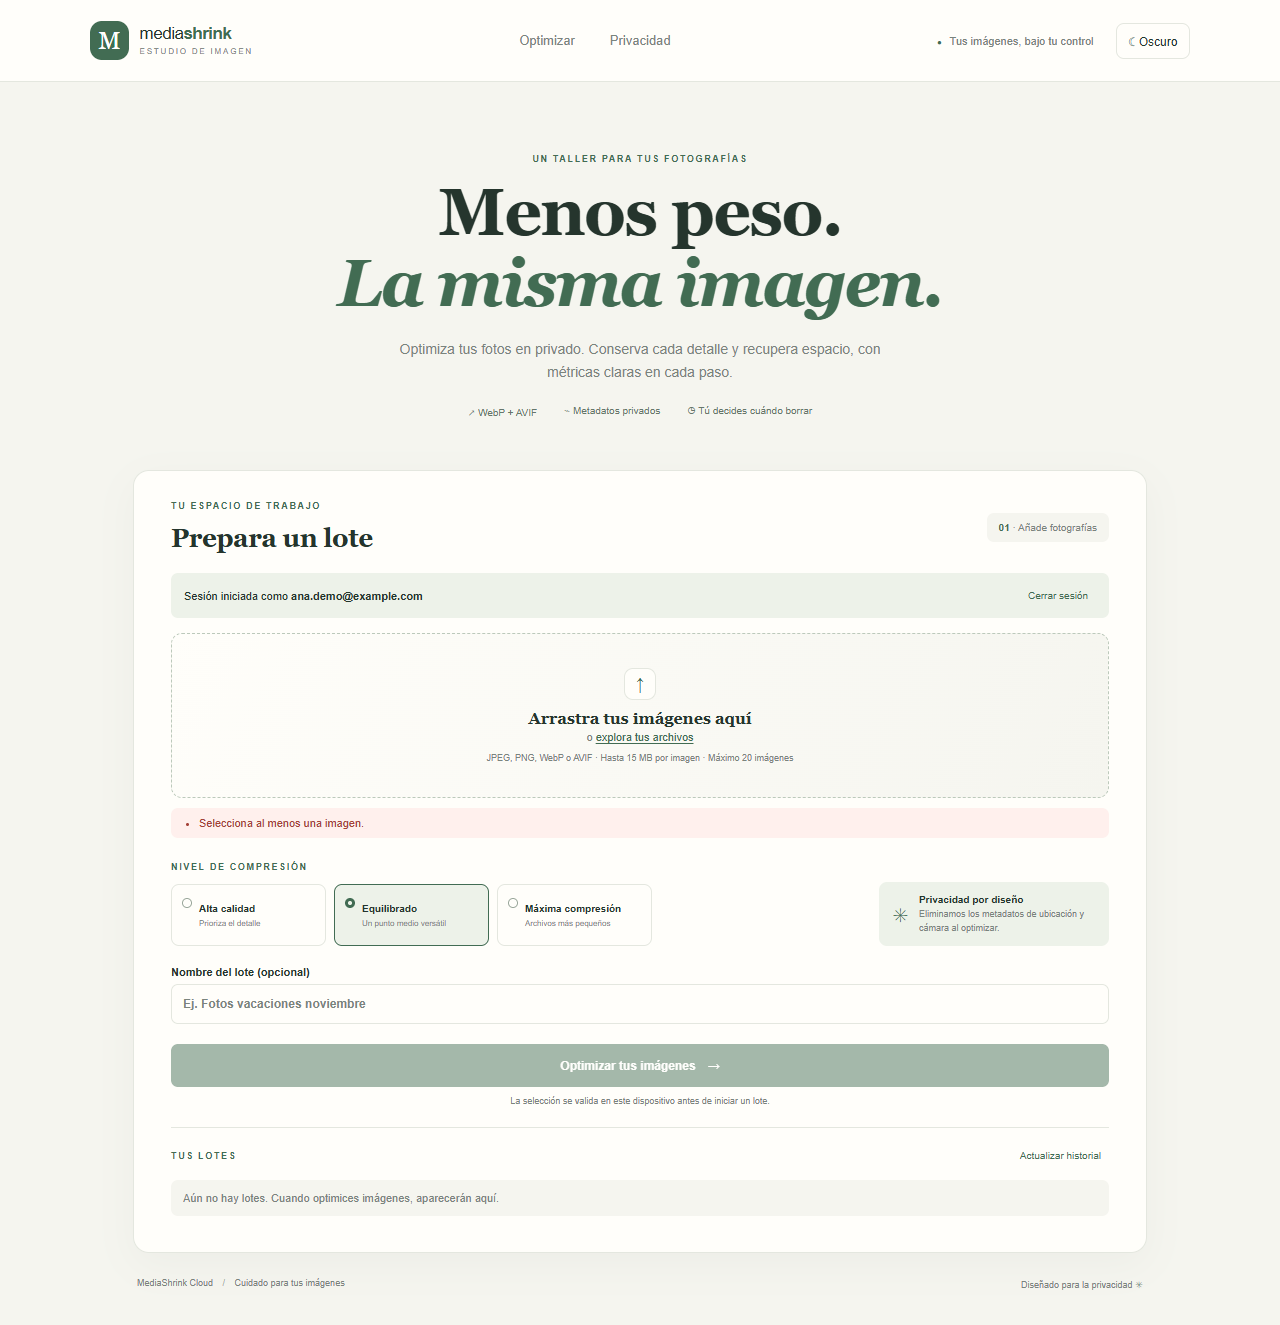 M
mediashrink
ESTUDIO DE IMAGEN
Optimizar
Privacidad
• Tus imágenes, bajo tu control
☾ Oscuro
UN TALLER PARA TUS FOTOGRAFÍAS
Menos peso.
La misma imagen.
Optimiza tus fotos en privado. Conserva cada detalle y recupera espacio, con
métricas claras en cada paso.
↗ WebP + AVIF
~ Metadatos privados
◷ Tú decides cuándo borrar
TU ESPACIO DE TRABAJO
Prepara un lote
01 · Añade fotografías
Sesión iniciada como ana.demo@example.com
Cerrar sesión
↑
Arrastra tus imágenes aquí
o explora tus archivos
JPEG, PNG, WebP o AVIF · Hasta 15 MB por imagen · Máximo 20 imágenes
• Selecciona al menos una imagen.
NIVEL DE COMPRESIÓN
Alta calidad
Prioriza el detalle
Equilibrado
Un punto medio versátil
Máxima compresión
Archivos más pequeños
✳
Privacidad por diseño
Eliminamos los metadatos de ubicación y
cámara al optimizar.
Nombre del lote (opcional)
Ej. Fotos vacaciones noviembre
Optimizar tus imágenes →
La selección se valida en este dispositivo antes de iniciar un lote.
TUS LOTES
Actualizar historial
Aún no hay lotes. Cuando optimices imágenes, aparecerán aquí.
MediaShrink Cloud / Cuidado para tus imágenes
Diseñado para la privacidad ✳